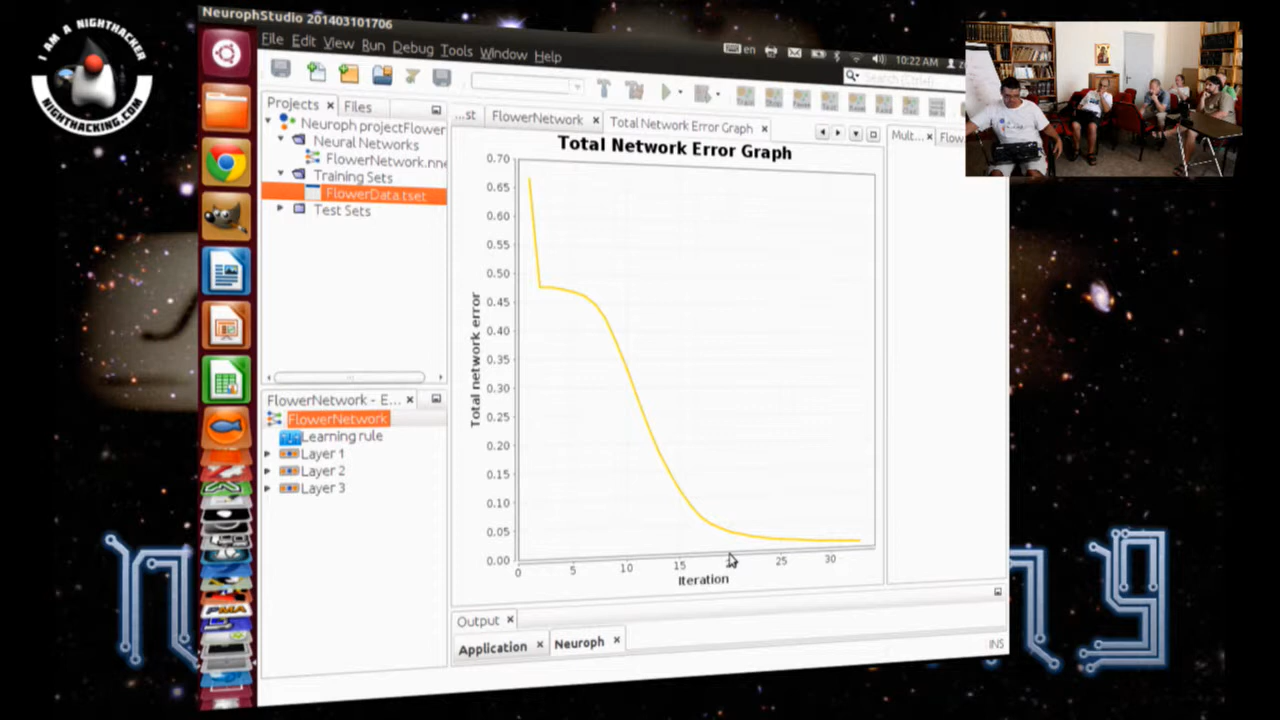 I AM A NIGHTHACKER
NIGHTHACKING.COM
NeurophStudio 201403101706
File Edit View Run Debug Tools Window Help
en
10:22 AM
Search (Ctrl+I)
Projects Files
...st FlowerNetwork Total Network Error Graph
Mult...
Neuroph projectFlower
Neural Networks
FlowerNetwork.nne
Training Sets
FlowerData.tset
Test Sets
Total Network Error Graph
0.70
0.65
0.60
0.55
0.50
0.45
0.40
0.35
0.30
0.25
0.20
0.15
0.10
0.05
0.00
Total network error
0 5 10 15 25 30
Iteration
FlowerNetwork - E...
FlowerNetwork
Learning rule
Layer 1
Layer 2
Layer 3
Output
Application Neuroph
INS
PMA